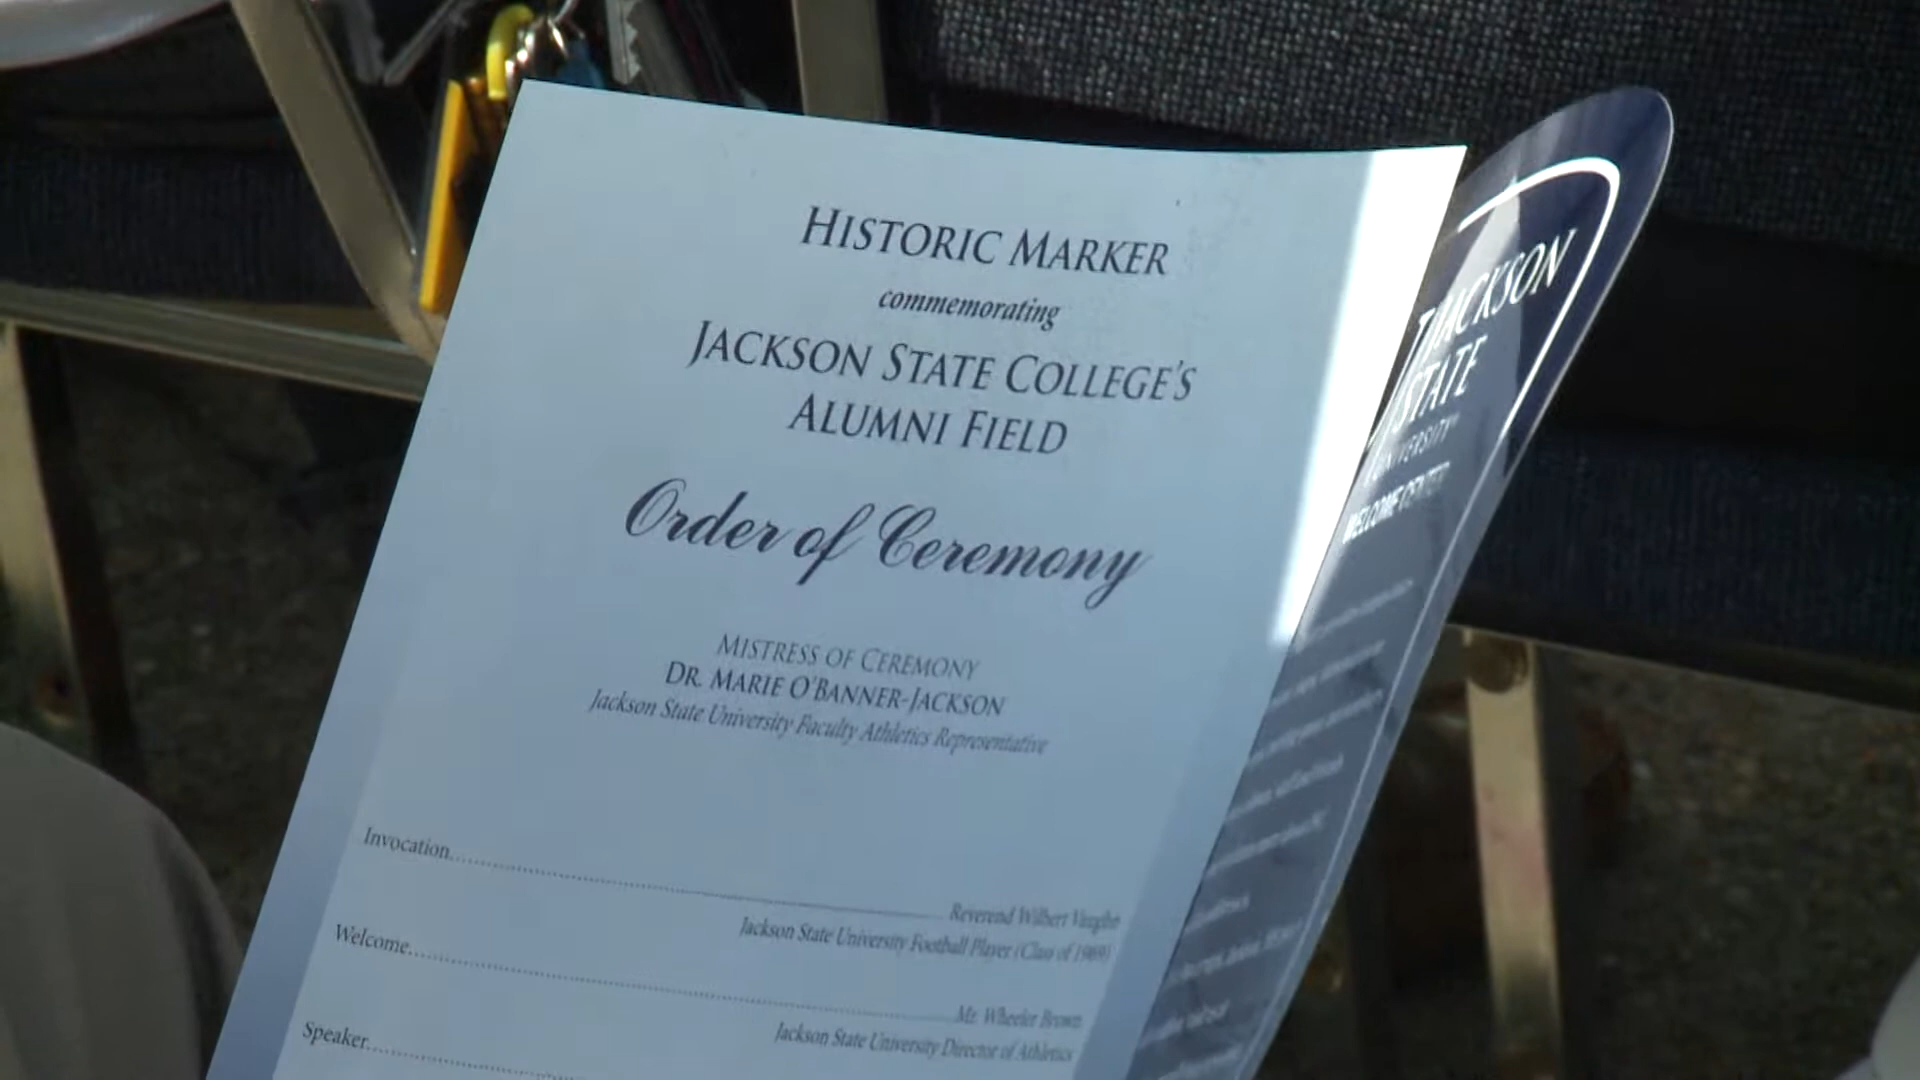 HISTORIC MARKER
commemorating
JACKSON STATE COLLEGE'S
ALUMNI FIELD
Order of Ceremony
MISTRESS OF CEREMONY
DR. MARIE O'BANNER-JACKSON
Jackson State University Faculty Athletics Representative
Invocation
Reverend Wilbert Vaughn
Jackson State University Football Player (Class of 1969)
Welcome
Mr. Wheeler Brown
Jackson State University Director of Athletics
Speaker
JACKSON
STATE
UNIVERSITY
WELCOME CENTER